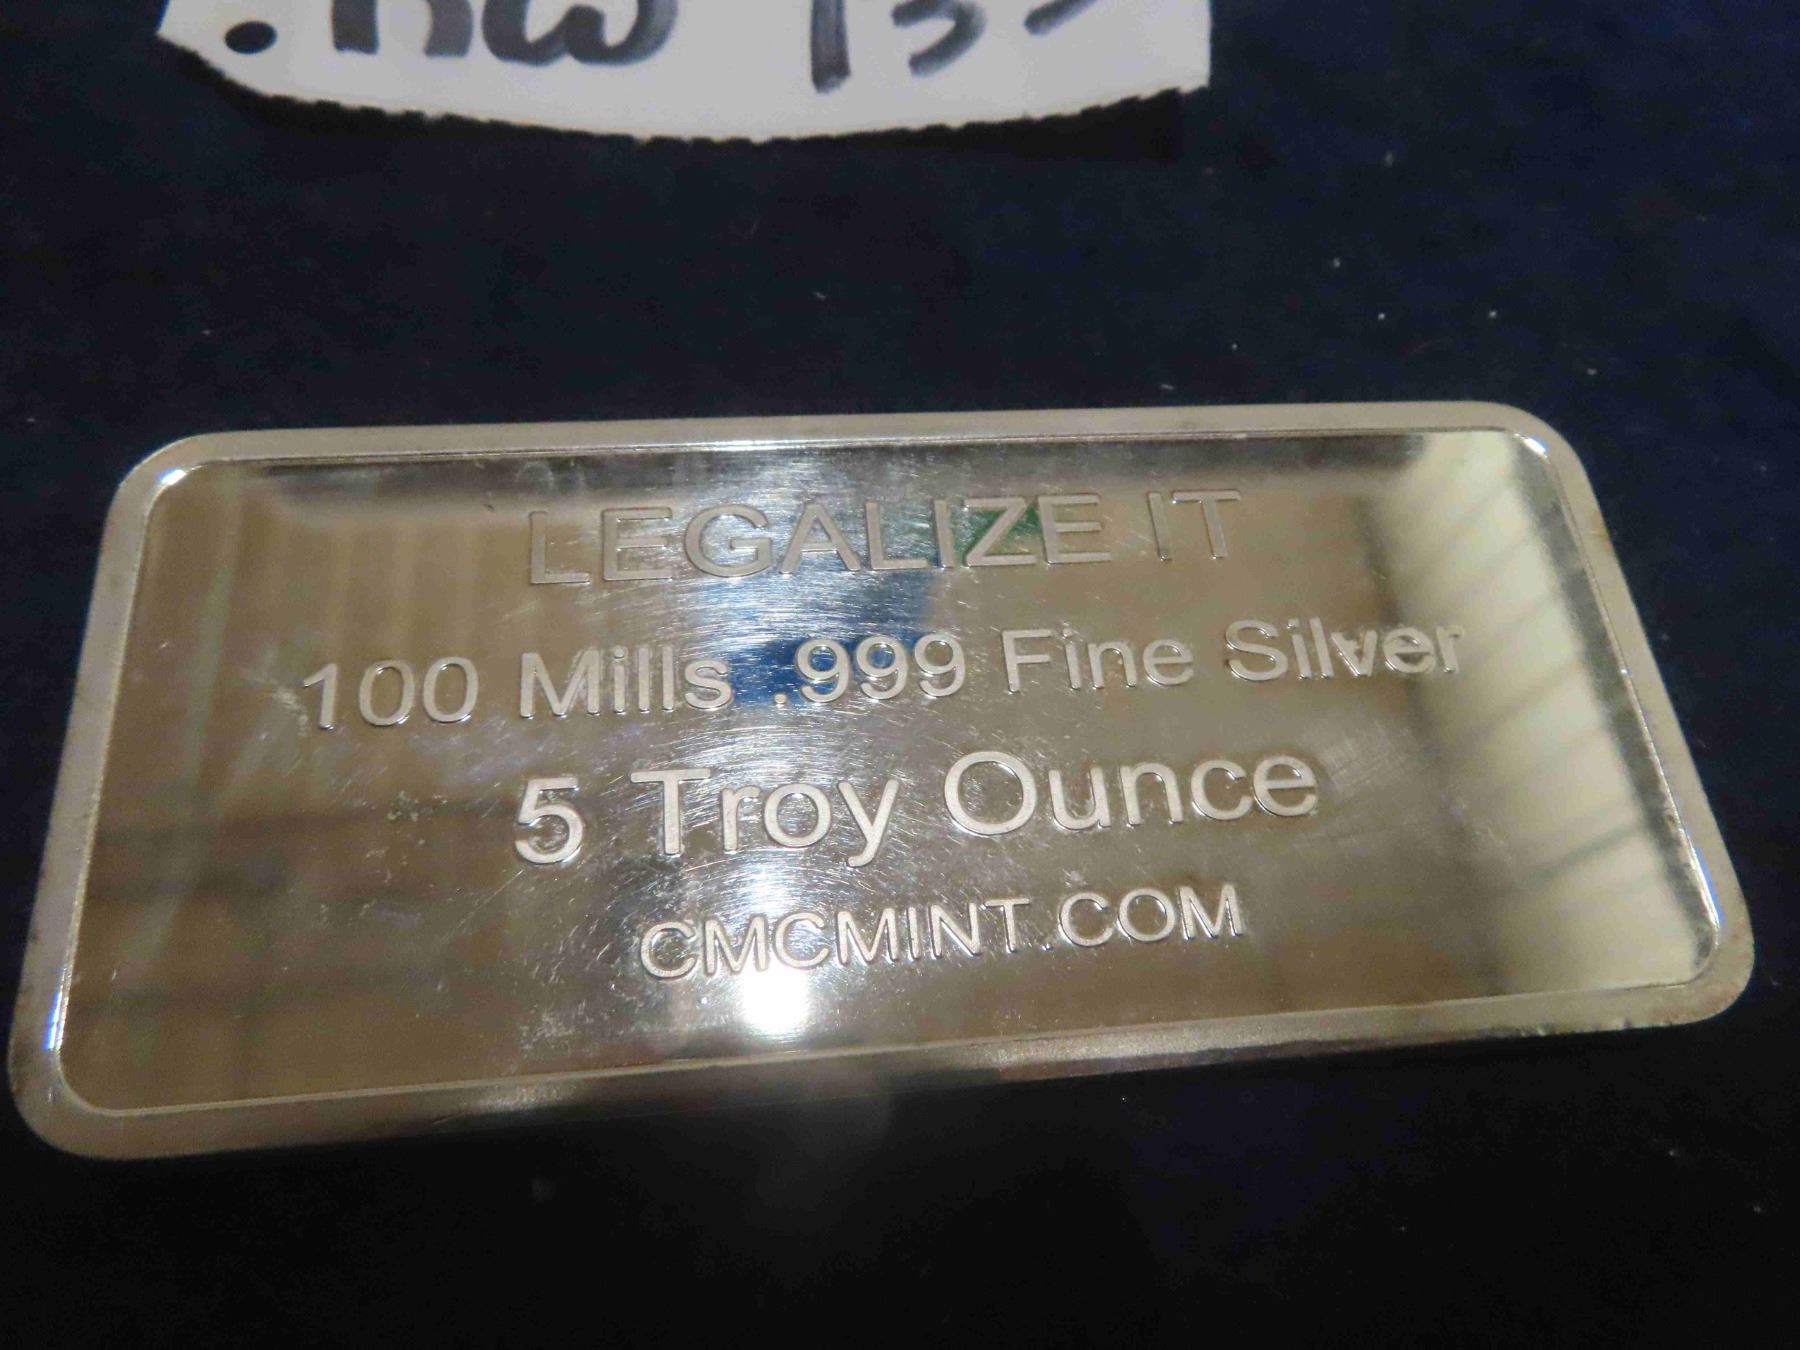 LEGALIZE IT
100 Mills .999 Fine Silver
5 Troy Ounce
CMCMINT.COM